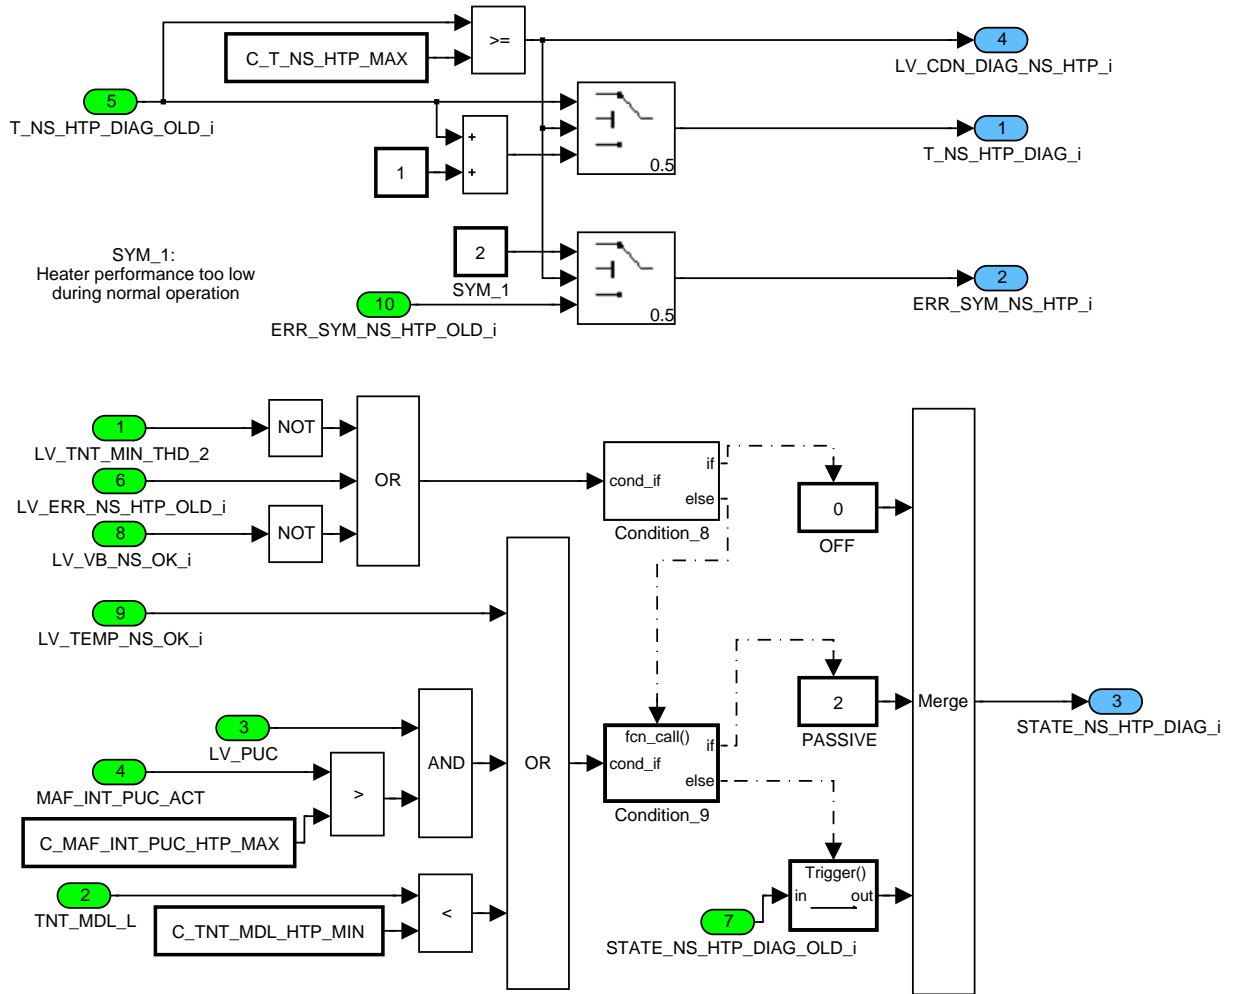 >=
4
LV_CDN_DIAG_NS_HTP_i
C_T_NS_HTP_MAX
5
T_NS_HTP_DIAG_OLD_i
+
+
1
0.5
1
T_NS_HTP_DIAG_i
SYM_1:
Heater performance too low
during normal operation
2
SYM_1
10
ERR_SYM_NS_HTP_OLD_i
0.5
2
ERR_SYM_NS_HTP_i
1
LV_TNT_MIN_THD_2
NOT
6
LV_ERR_NS_HTP_OLD_i
8
LV_VB_NS_OK_i
NOT
OR
cond_if
if
else
Condition_8
0
OFF
9
LV_TEMP_NS_OK_i
3
LV_PUC
4
MAF_INT_PUC_ACT
C_MAF_INT_PUC_HTP_MAX
>
AND
OR
2
TNT_MDL_L
C_TNT_MDL_HTP_MIN
<
fcn_call()
cond_if
if
else
Condition_9
2
PASSIVE
Trigger()
in
out
7
STATE_NS_HTP_DIAG_OLD_i
Merge
3
STATE_NS_HTP_DIAG_i